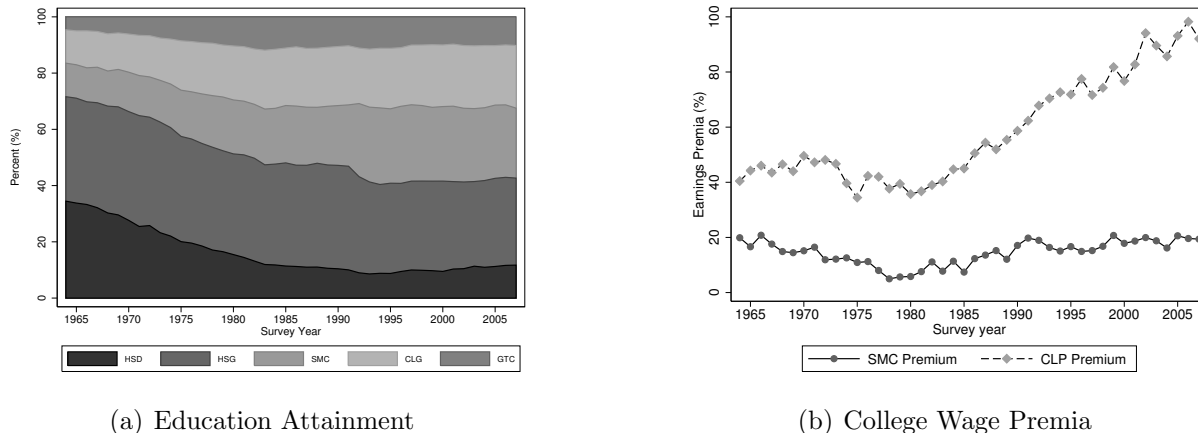 Percent (%)
0 20 40 60 80 100
1965 1970 1975 1980 1985 1990 1995 2000 2005
Survey Year
HSD HSG SMC CLG GTC
(a) Education Attainment
Earnings Premia (%)
0 20 40 60 80 100
1965 1970 1975 1980 1985 1990 1995 2000 2005
Survey year
SMC Premium CLP Premium
(b) College Wage Premia